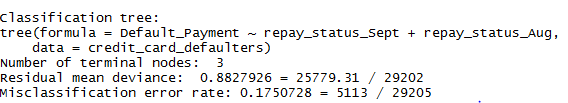 Classification tree:
tree(formula = Default_Payment ~ repay_status_Sept + repay_status_Aug,
    data = credit_card_defaulters)
Number of terminal nodes:  3
Residual mean deviance:  0.8827926 = 25779.31 / 29202
Misclassification error rate: 0.1750728 = 5113 / 29205